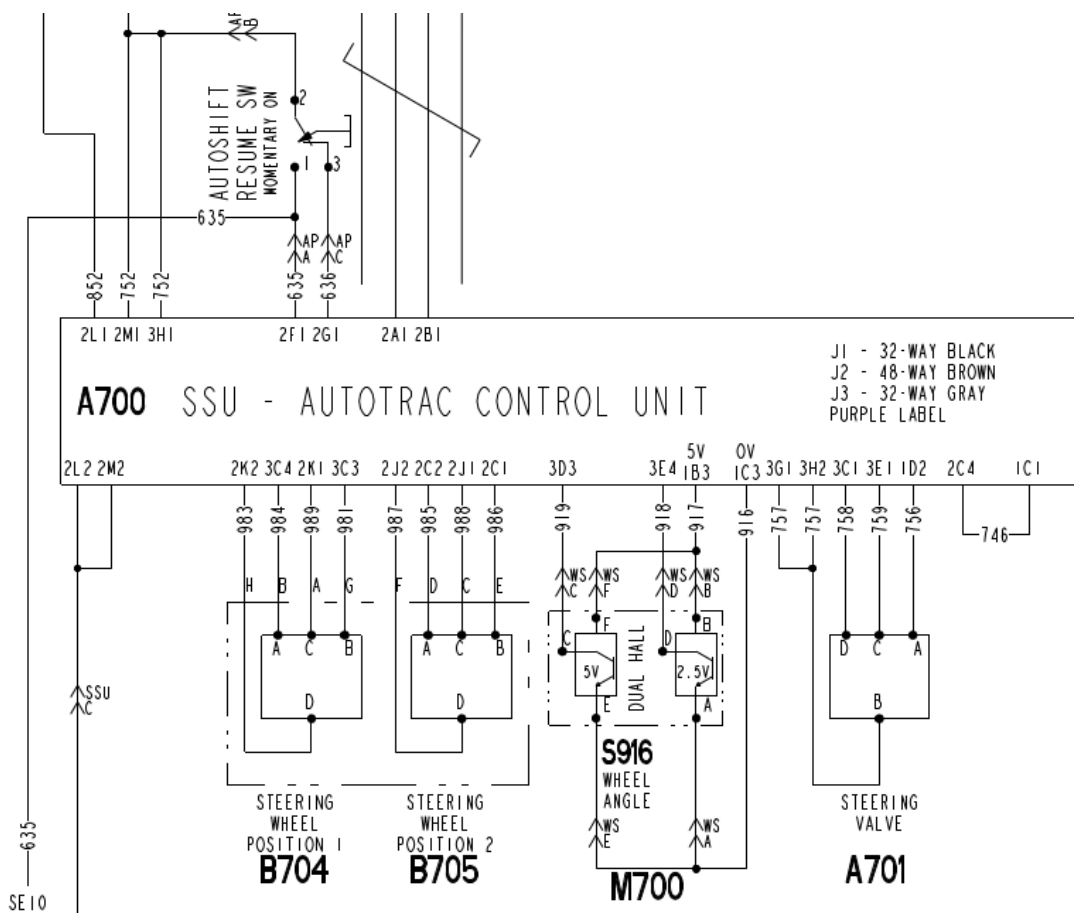 AP
B
2
AUTOSHIFT
RESUME SW
MOMENTARY ON
1 3
635
AP AP
A C
852 752 752 635 636
2L1 2M1 3H1 2F1 2G1 2A1 2B1
J1 - 32-WAY BLACK
J2 - 48-WAY BROWN
J3 - 32-WAY GRAY
PURPLE LABEL
A700 SSU - AUTOTRAC CONTROL UNIT
5V 0V
2L2 2M2 2K2 3C4 2K1 3C3 2J2 2C2 2J1 2C1 3D3 3E4 1B3 1C3 3G1 3H2 3C1 3E1 1D2 2C4 1C1
983 984 989 981 987 985 988 986 919 918 917 916 757 757 758 759 756
746
WS WS WS WS
C F D B
H B A G F D C E
F B
C D
A C B A C B D C A
5V DUAL HALL 2.5V
E A
D D B
SSU
C
S916
WHEEL
ANGLE
STEERING
WHEEL
POSITION 1
B704
STEERING
WHEEL
POSITION 2
B705
WS WS
E A
M700
STEERING
VALVE
A701
635
SE10